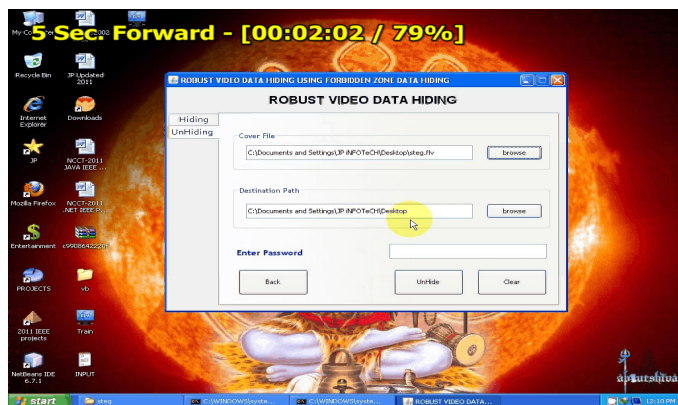 5 Sec. Forward - [00:02:02 / 79%]
Recycle Bin
JP Updated
2011
Internet
Explorer
Downloads
JP
NCCT-2011
JAVA IEEE ...
Mozilla Firefox
NCCT-2011
.NET IEEE P...
Entertainment
c9908642220!
PROJECTS
vb
2011 IEEE
projects
Train
NetBeans IDE
6.7.1
INPUT
ROBUST VIDEO DATA HIDING USING FORBIDDEN ZONE DATA HIDING
ROBUST VIDEO DATA HIDING
Hiding
UnHiding
Cover File
C:\Documents and Settings\JP iNFOTeCH\Desktop\steg.flv
browse
Destination Path
C:\Documents and Settings\JP iNFOTeCH\Desktop
browse
Enter Password
Back
UnHide
Clear
start
steg
C:\WINDOWS\syste...
C:\WINDOWS\syste...
ROBUST VIDEO DATA...
12:10 PM